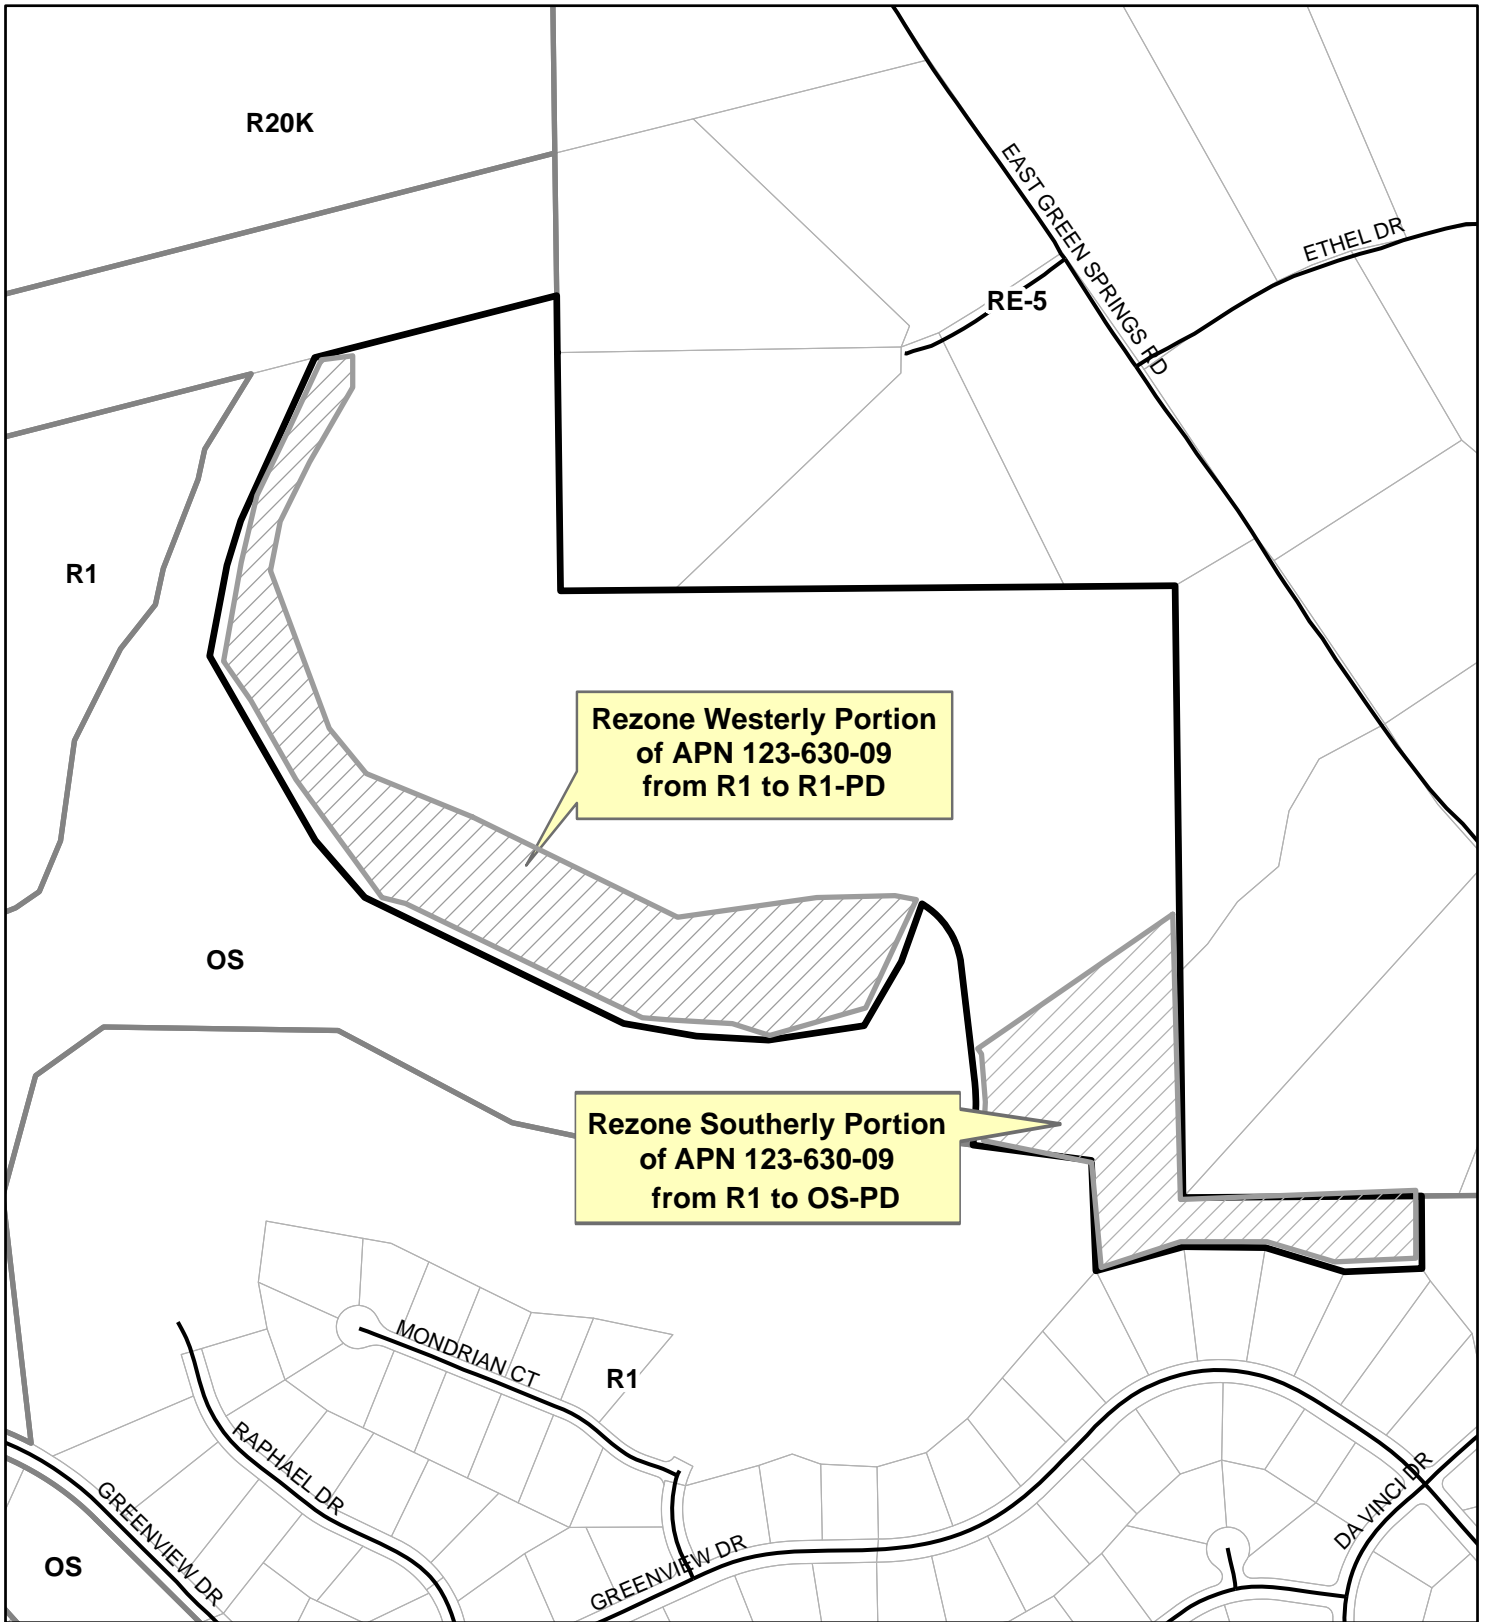 R20K
EAST GREEN SPRINGS RD
ETHEL DR
RE-5
R1
Rezone Westerly Portion
of APN 123-630-09
from R1 to R1-PD
OS
Rezone Southerly Portion
of APN 123-630-09
from R1 to OS-PD
MONDRIAN CT
R1
RAPHAEL DR
GREENVIEW DR
GREENVIEW DR
DA VINCI DR
OS